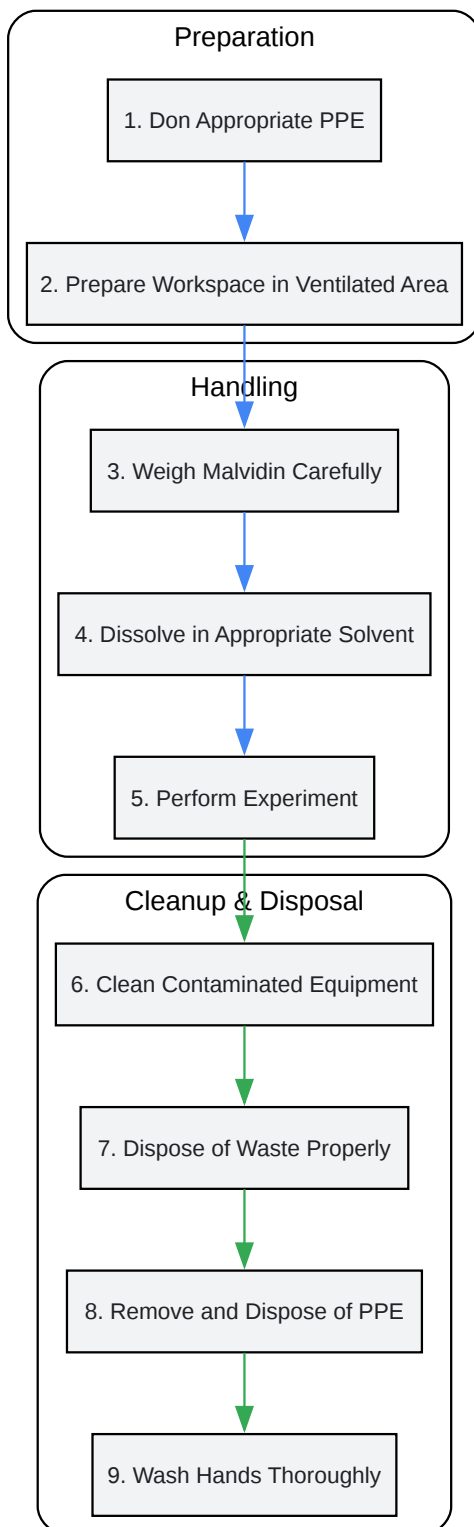 Preparation
1. Don Appropriate PPE
2. Prepare Workspace in Ventilated Area
Handling
3. Weigh Malvidin Carefully
4. Dissolve in Appropriate Solvent
5. Perform Experiment
Cleanup & Disposal
6. Clean Contaminated Equipment
7. Dispose of Waste Properly
8. Remove and Dispose of PPE
9. Wash Hands Thoroughly